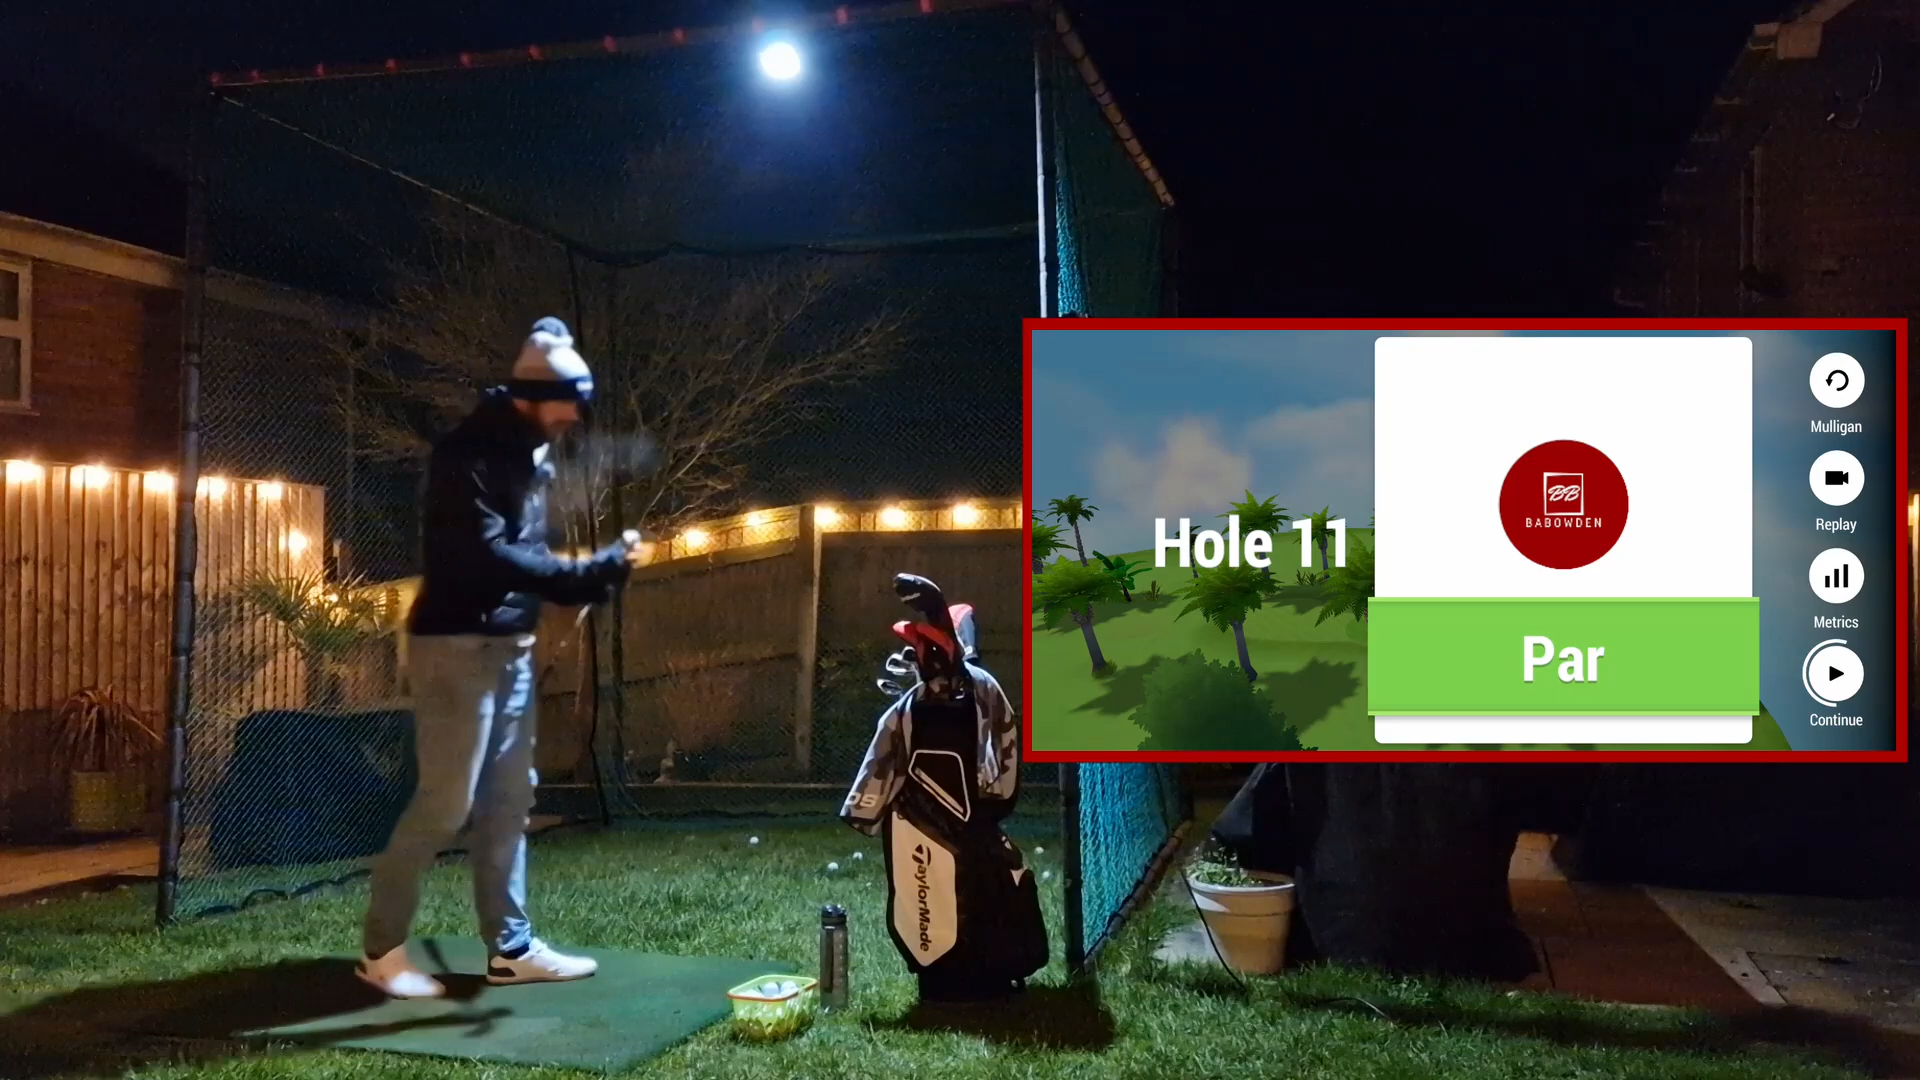 Hole 11
BB
BABOWDEN
Par
Mulligan
Replay
Metrics
Continue
TaylorMade